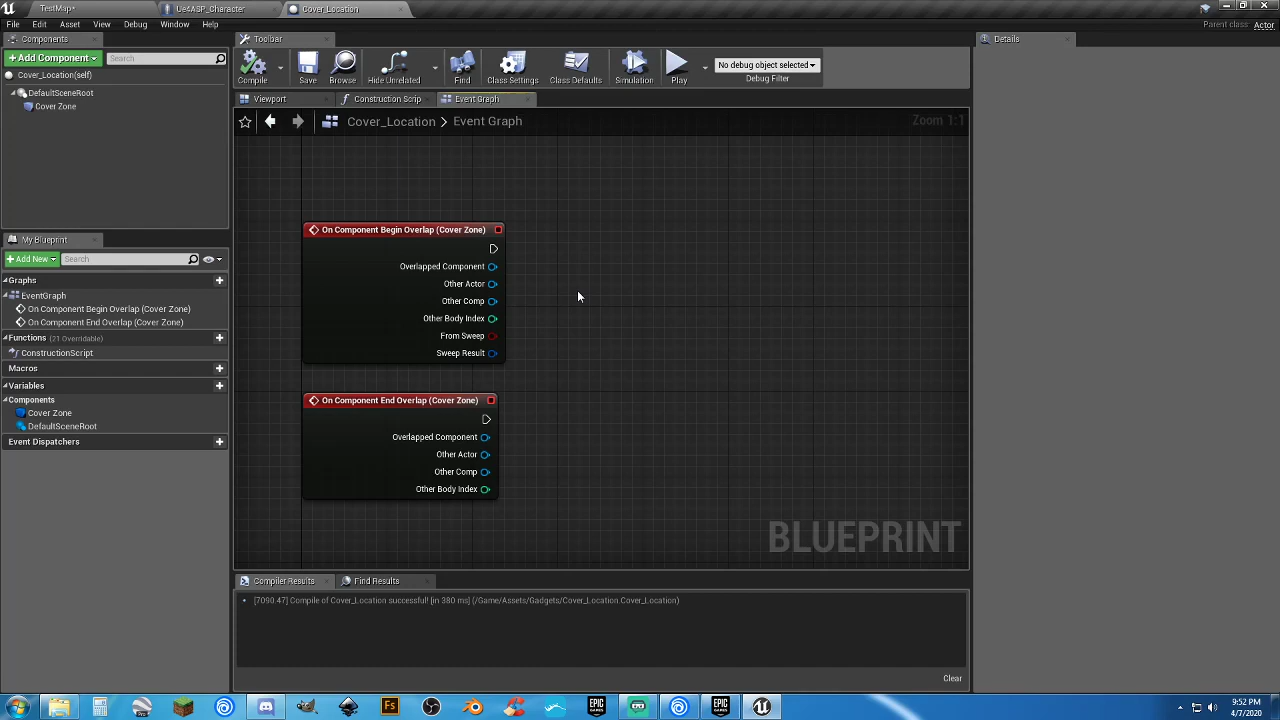 TestMap*
Ue4ASP_Character
Cover_Location
File Edit Asset View Debug Window Help
Parent class: Actor
Components
+ Add Component
Search
Cover_Location(self)
DefaultSceneRoot
Cover Zone
My Blueprint
+ Add New
Search
Graphs
EventGraph
On Component Begin Overlap (Cover Zone)
On Component End Overlap (Cover Zone)
Functions (21 Overridable)
ConstructionScript
Macros
Variables
Components
Cover Zone
DefaultSceneRoot
Event Dispatchers
Toolbar
Compile
Save
Browse
Hide Unrelated
Find
Class Settings
Class Defaults
Simulation
Play
No debug object selected
Debug Filter
Viewport
Construction Scrip
Event Graph
Cover_Location > Event Graph
Zoom 1:1
On Component Begin Overlap (Cover Zone)
Overlapped Component
Other Actor
Other Comp
Other Body Index
From Sweep
Sweep Result
On Component End Overlap (Cover Zone)
Overlapped Component
Other Actor
Other Comp
Other Body Index
BLUEPRINT
Compiler Results
Find Results
[7090.47] Compile of Cover_Location successful! [in 380 ms] (/Game/Assets/Gadgets/Cover_Location.Cover_Location)
Clear
Details
Pro
Fs
EPIC GAMES
EPIC GAMES
9:52 PM
4/7/2020